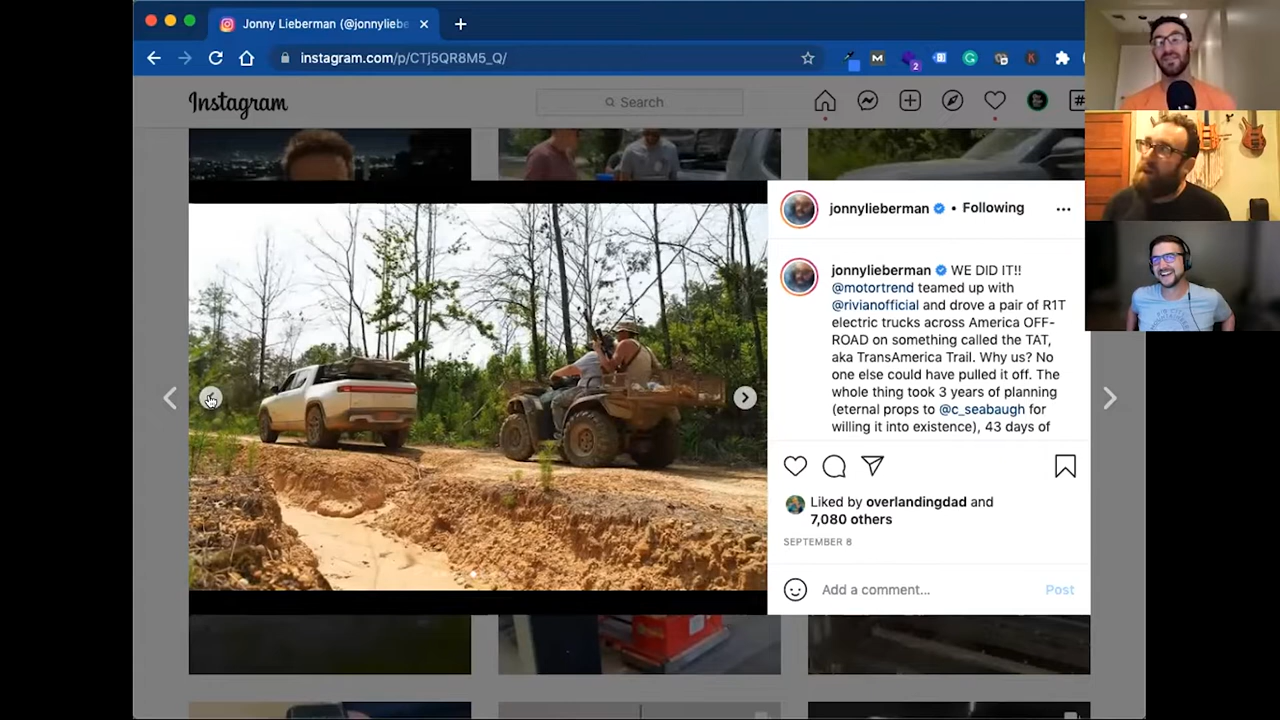 Jonny Lieberman (@jonnyliebe
instagram.com/p/CTj5QR8M5_Q/
M
2
G
K
Instagram
Search
#
jonnylieberman • Following
jonnylieberman WE DID IT!!
@motortrend teamed up with
@rivianofficial and drove a pair of R1T
electric trucks across America OFF-
ROAD on something called the TAT,
aka TransAmerica Trail. Why us? No
one else could have pulled it off. The
whole thing took 3 years of planning
(eternal props to @c_seabaugh for
willing it into existence), 43 days of
Liked by overlandingdad and
7,080 others
SEPTEMBER 8
Add a comment...
Post